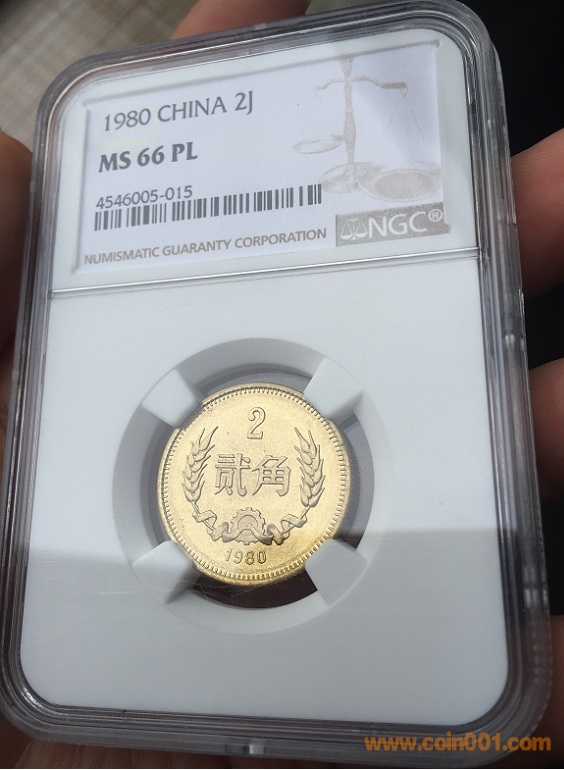 1980 CHINA 2J
MS 66 PL
4546005-015
NUMISMATIC GUARANTY CORPORATION
NGC®
2
贰角
1980
www.coin001.com